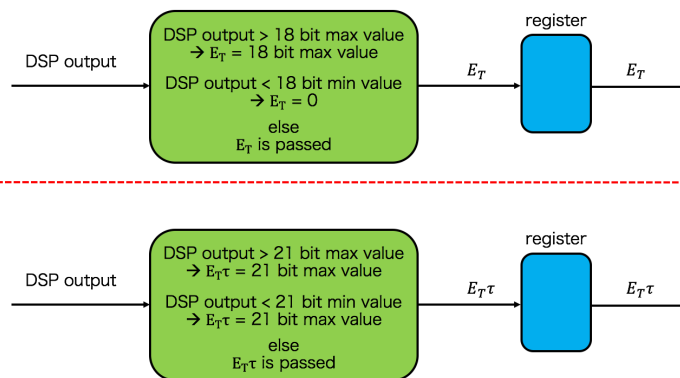 register
DSP output > 18 bit max value
→ E_T = 18 bit max value
DSP output
E_T
E_T
DSP output < 18 bit min value
→ E_T = 0
else
E_T is passed
register
DSP output > 21 bit max value
→ E_Tτ = 21 bit max value
DSP output
E_Tτ
E_Tτ
DSP output < 21 bit min value
→ E_Tτ = 21 bit max value
else
E_Tτ is passed